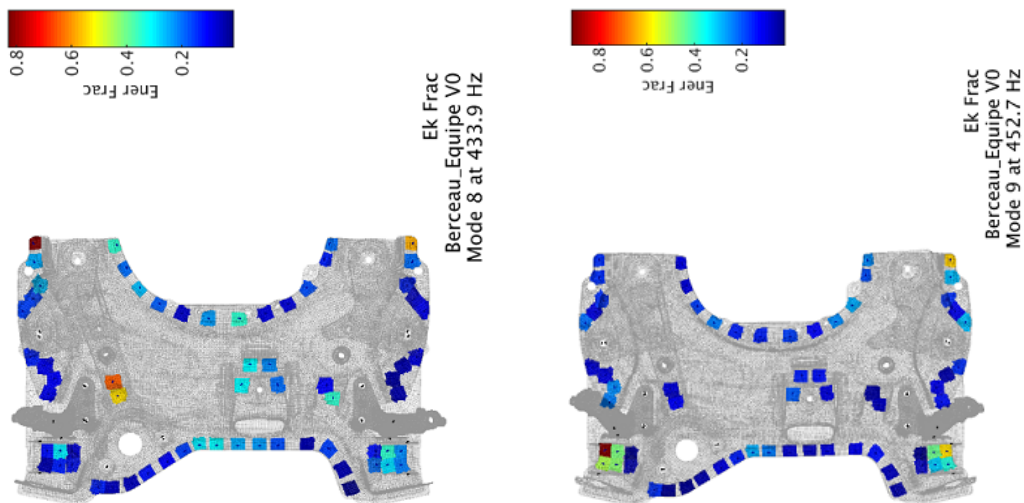 0.8 0.6 0.4 0.2
Ener Frac
Ek Frac
Berceau_Equipe V0
Mode 8 at 433.9 Hz
0.8 0.6 0.4 0.2
Ener Frac
Ek Frac
Berceau_Equipe V0
Mode 9 at 452.7 Hz